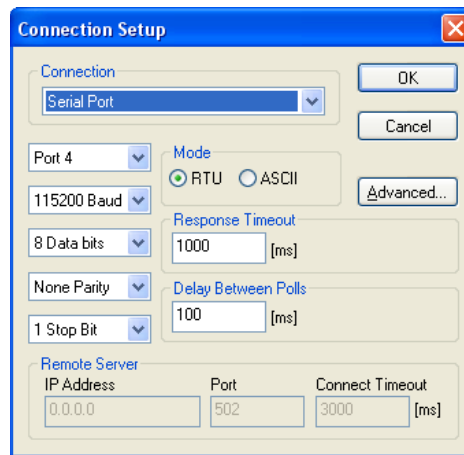 Connection Setup
Connection
Serial Port
OK
Cancel
Port 4
Mode
RTU ASCII
Advanced...
115200 Baud
Response Timeout
8 Data bits
1000 [ms]
None Parity
Delay Between Polls
100 [ms]
1 Stop Bit
Remote Server
IP Address Port Connect Timeout
0.0.0.0 502 3000 [ms]